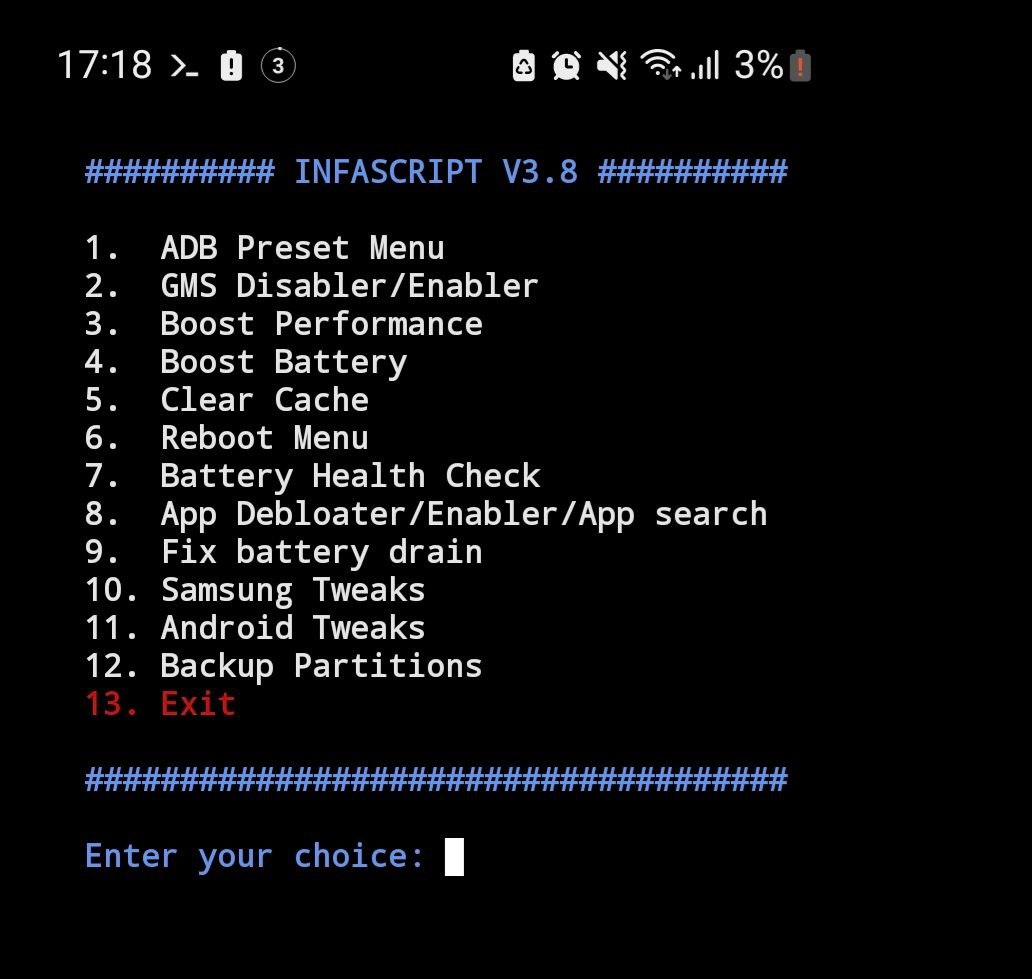 17:18 3 3%
########## INFASCRIPT V3.8 ##########
1. ADB Preset Menu
2. GMS Disabler/Enabler
3. Boost Performance
4. Boost Battery
5. Clear Cache
6. Reboot Menu
7. Battery Health Check
8. App Debloater/Enabler/App search
9. Fix battery drain
10. Samsung Tweaks
11. Android Tweaks
12. Backup Partitions
13. Exit
#####################################
Enter your choice: